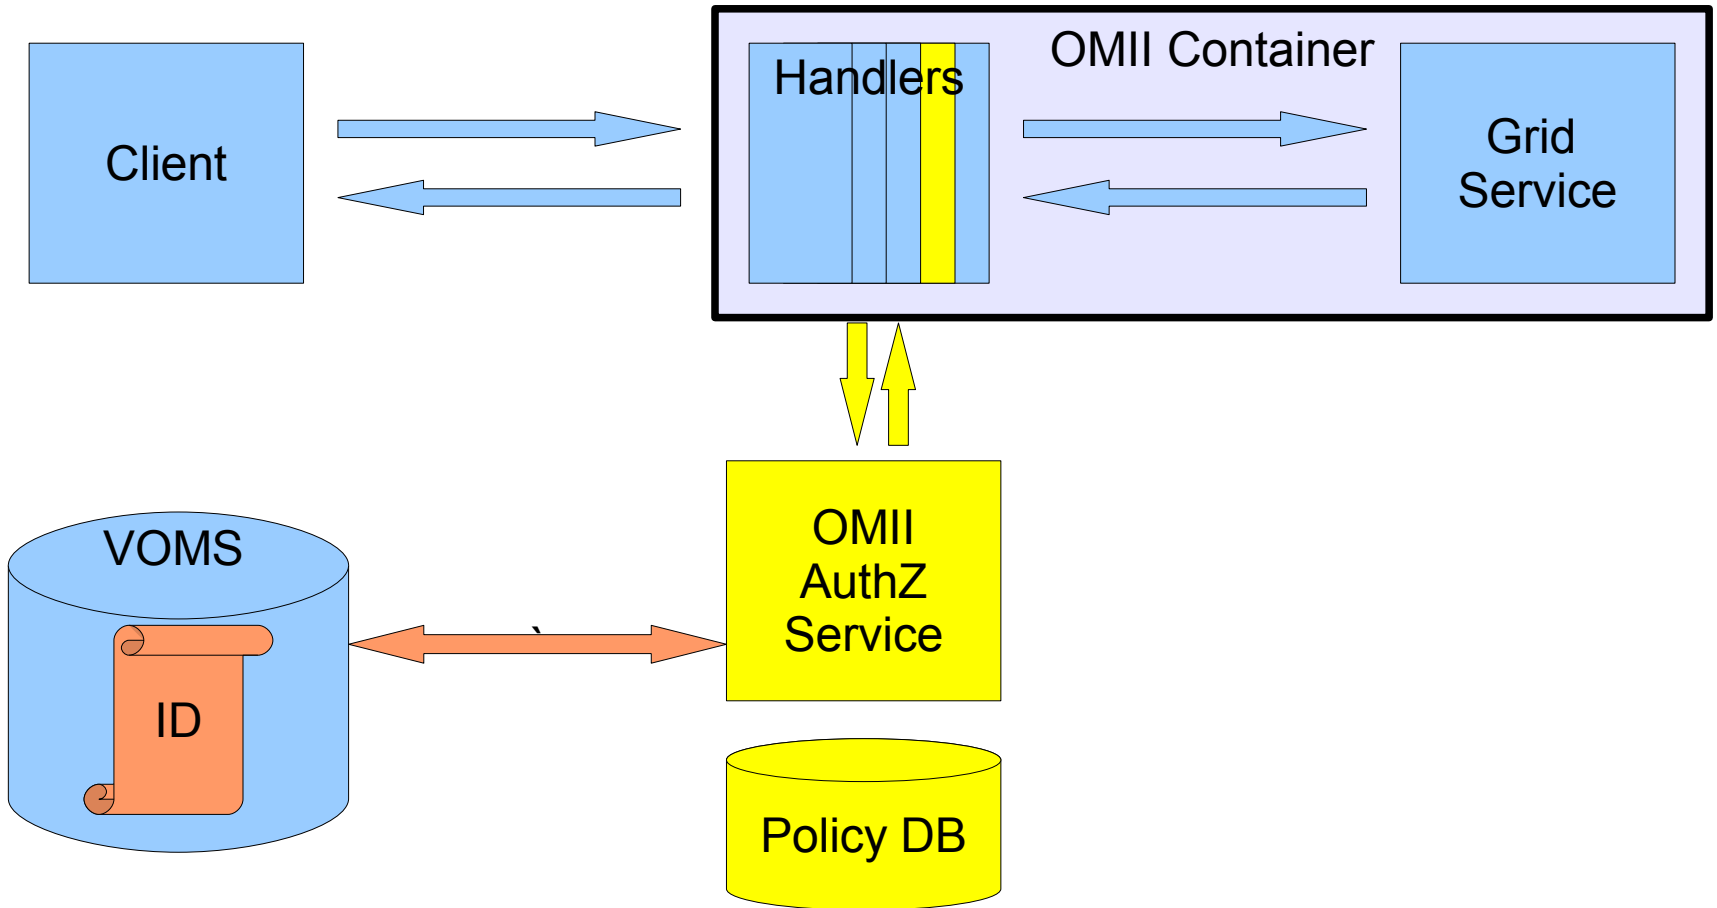 OMII Container
Handlers
Client
Grid
Service
OMII
AuthZ
Service
VOMS
`
ID
Policy DB